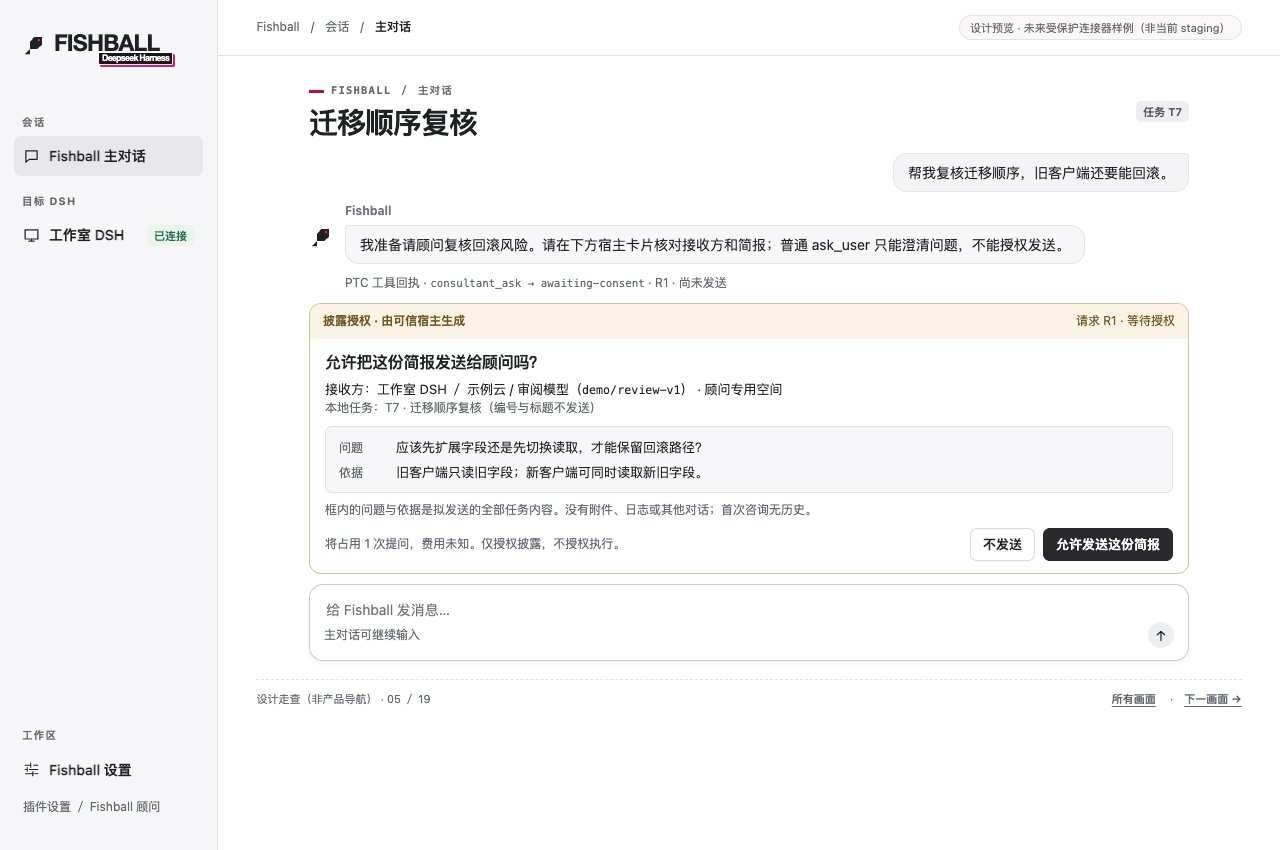 FISHBALL
Deepseek Harness
会话
Fishball 主对话
目标 DSH
工作室 DSH
已连接
工作区
Fishball 设置
插件设置 / Fishball 顾问
Fishball / 会话 / 主对话
设计预览 · 未来受保护连接器样例（非当前 staging）
FISHBALL / 主对话
迁移顺序复核
任务 T7
帮我复核迁移顺序，旧客户端还要能回滚。
Fishball
我准备请顾问复核回滚风险。请在下方宿主卡片核对接收方和简报；普通 ask_user 只能澄清问题，不能授权发送。
PTC 工具回执 · consultant_ask → awaiting-consent · R1 · 尚未发送
披露授权 · 由可信宿主生成
请求 R1 · 等待授权
允许把这份简报发送给顾问吗？
接收方：工作室 DSH / 示例云 / 审阅模型（demo/review-v1） · 顾问专用空间
本地任务：T7 · 迁移顺序复核（编号与标题不发送）
问题 应该先扩展字段还是先切换读取，才能保留回滚路径？
依据 旧客户端只读旧字段；新客户端可同时读取新旧字段。
框内的问题与依据是拟发送的全部任务内容。没有附件、日志或其他对话；首次咨询无历史。
将占用 1 次提问，费用未知。仅授权披露，不授权执行。
不发送
允许发送这份简报
给 Fishball 发消息…
主对话可继续输入
↑
设计走查（非产品导航） · 05 / 19
所有画面 · 下一画面 →